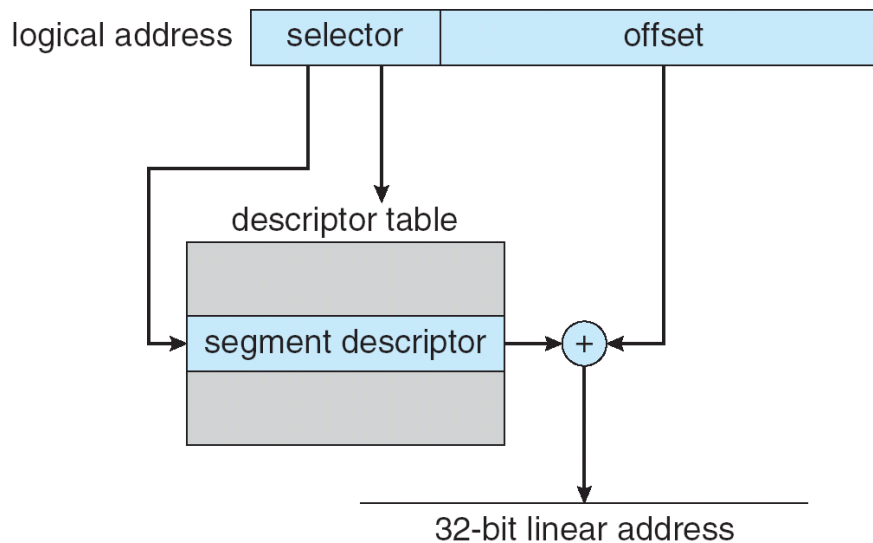 logical address
selector
offset
descriptor table
segment descriptor
+
32-bit linear address